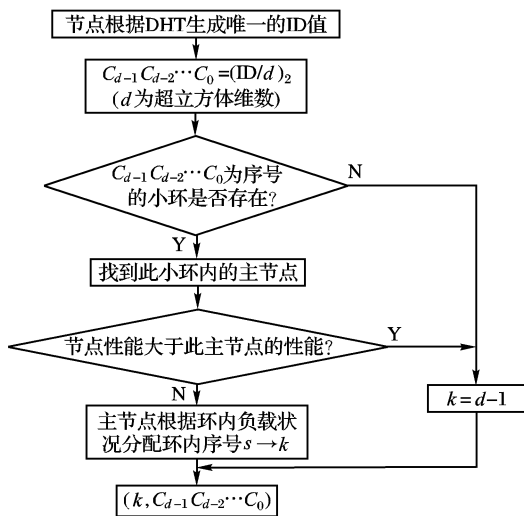 节点根据DHT生成唯一的ID值
C_{d-1}C_{d-2}⋯C_0=(ID/d)_2
(d为超立方体维数)
C_{d-1}C_{d-2}⋯C_0为序号
的小环是否存在?
N
Y
找到此小环内的主节点
节点性能大于此主节点的性能?
Y
N
k=d-1
主节点根据环内负载状
况分配环内序号s→k
(k,C_{d-1}C_{d-2}⋯C_0)